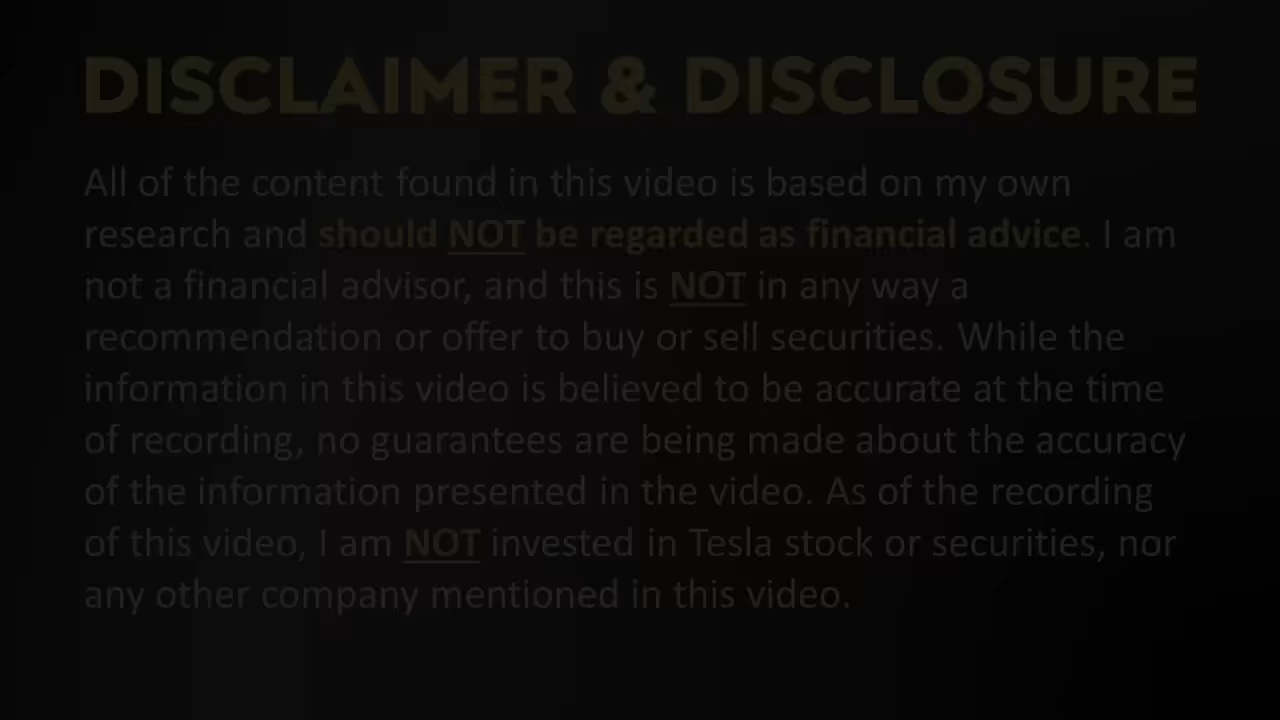 DISCLAIMER & DISCLOSURE
All of the content found in this video is based on my own
research and should NOT be regarded as financial advice. I am
not a financial advisor, and this is NOT in any way a
recommendation or offer to buy or sell securities. While the
information in this video is believed to be accurate at the time
of recording, no guarantees are being made about the accuracy
of the information presented in the video. As of the recording
of this video, I am NOT invested in Tesla stock or securities, nor
any other company mentioned in this video.